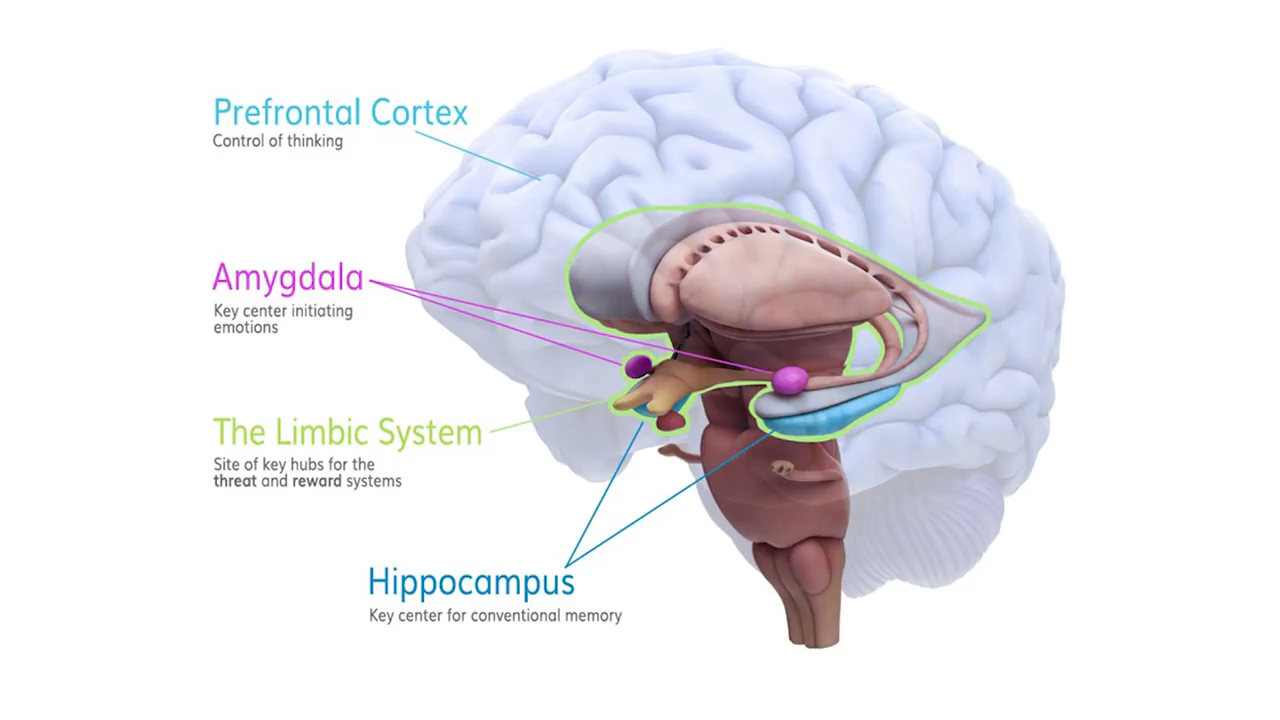 Prefrontal Cortex
Control of thinking
Amygdala
Key center initiating
emotions
The Limbic System
Site of key hubs for the
threat and reward systems
Hippocampus
Key center for conventional memory